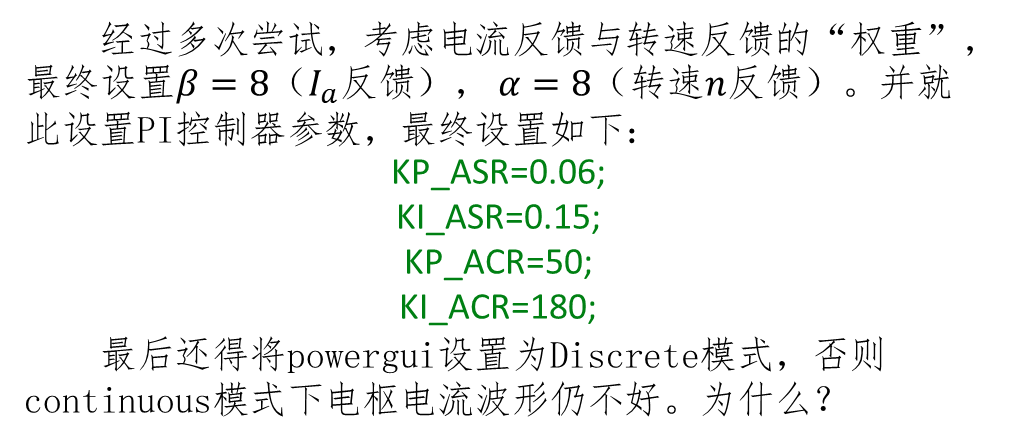 经过多次尝试，考虑电流反馈与转速反馈的“权重”，
最终设置β = 8（Iₐ反馈），α = 8（转速n反馈）。并就
此设置PI控制器参数，最终设置如下：
KP_ASR=0.06;
KI_ASR=0.15;
KP_ACR=50;
KI_ACR=180;
最后还得将powergui设置为Discrete模式，否则
continuous模式下电枢电流波形仍不好。为什么？